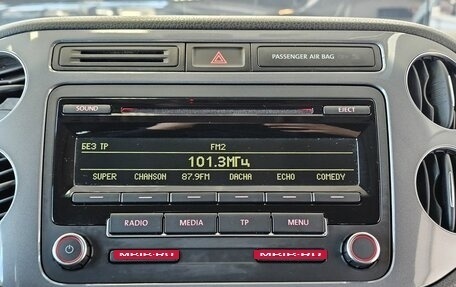 PASSENGER AIR BAG
SOUND EJECT
БЕЗ TP FM2
101.3МГц
SUPER CHANSON 87.9FM DACHA ECHO COMEDY
RADIO MEDIA TP MENU